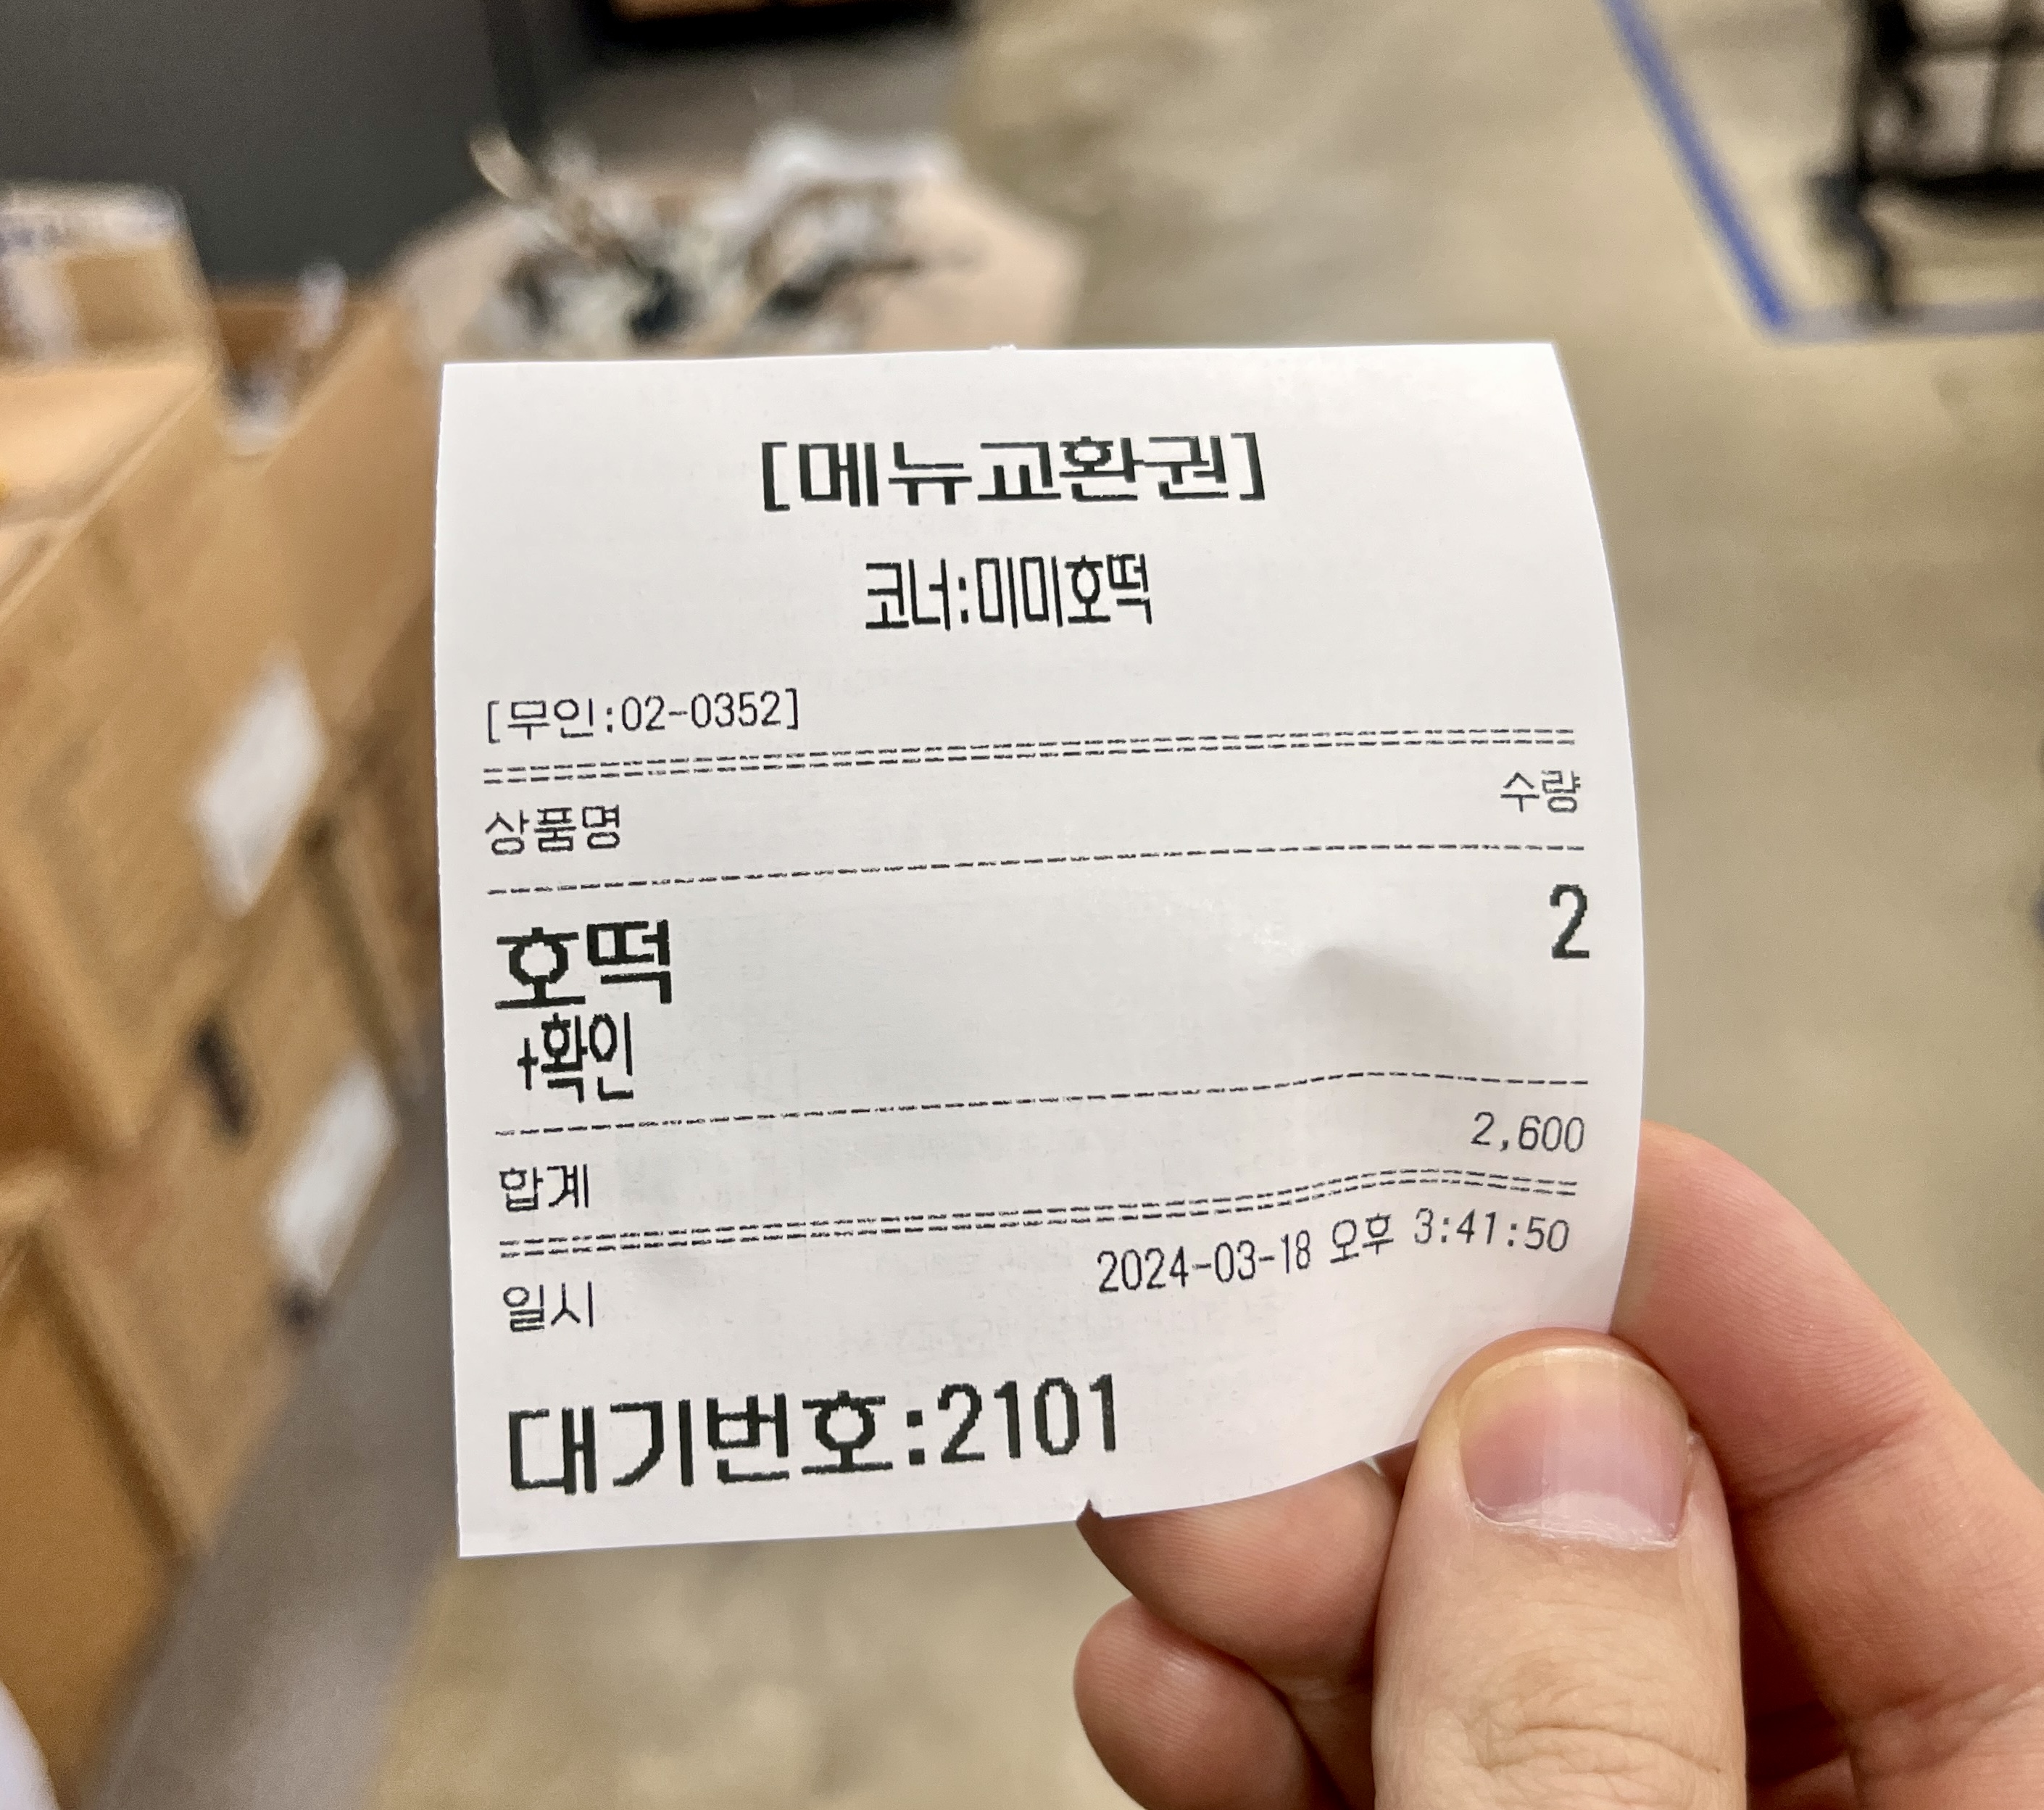 [메뉴교환권]
코너:미미호떡
[무인:02-0352]
상품명 수량
호떡 2
+확인
합계 2,600
일시 2024-03-18 오후 3:41:50
대기번호:2101